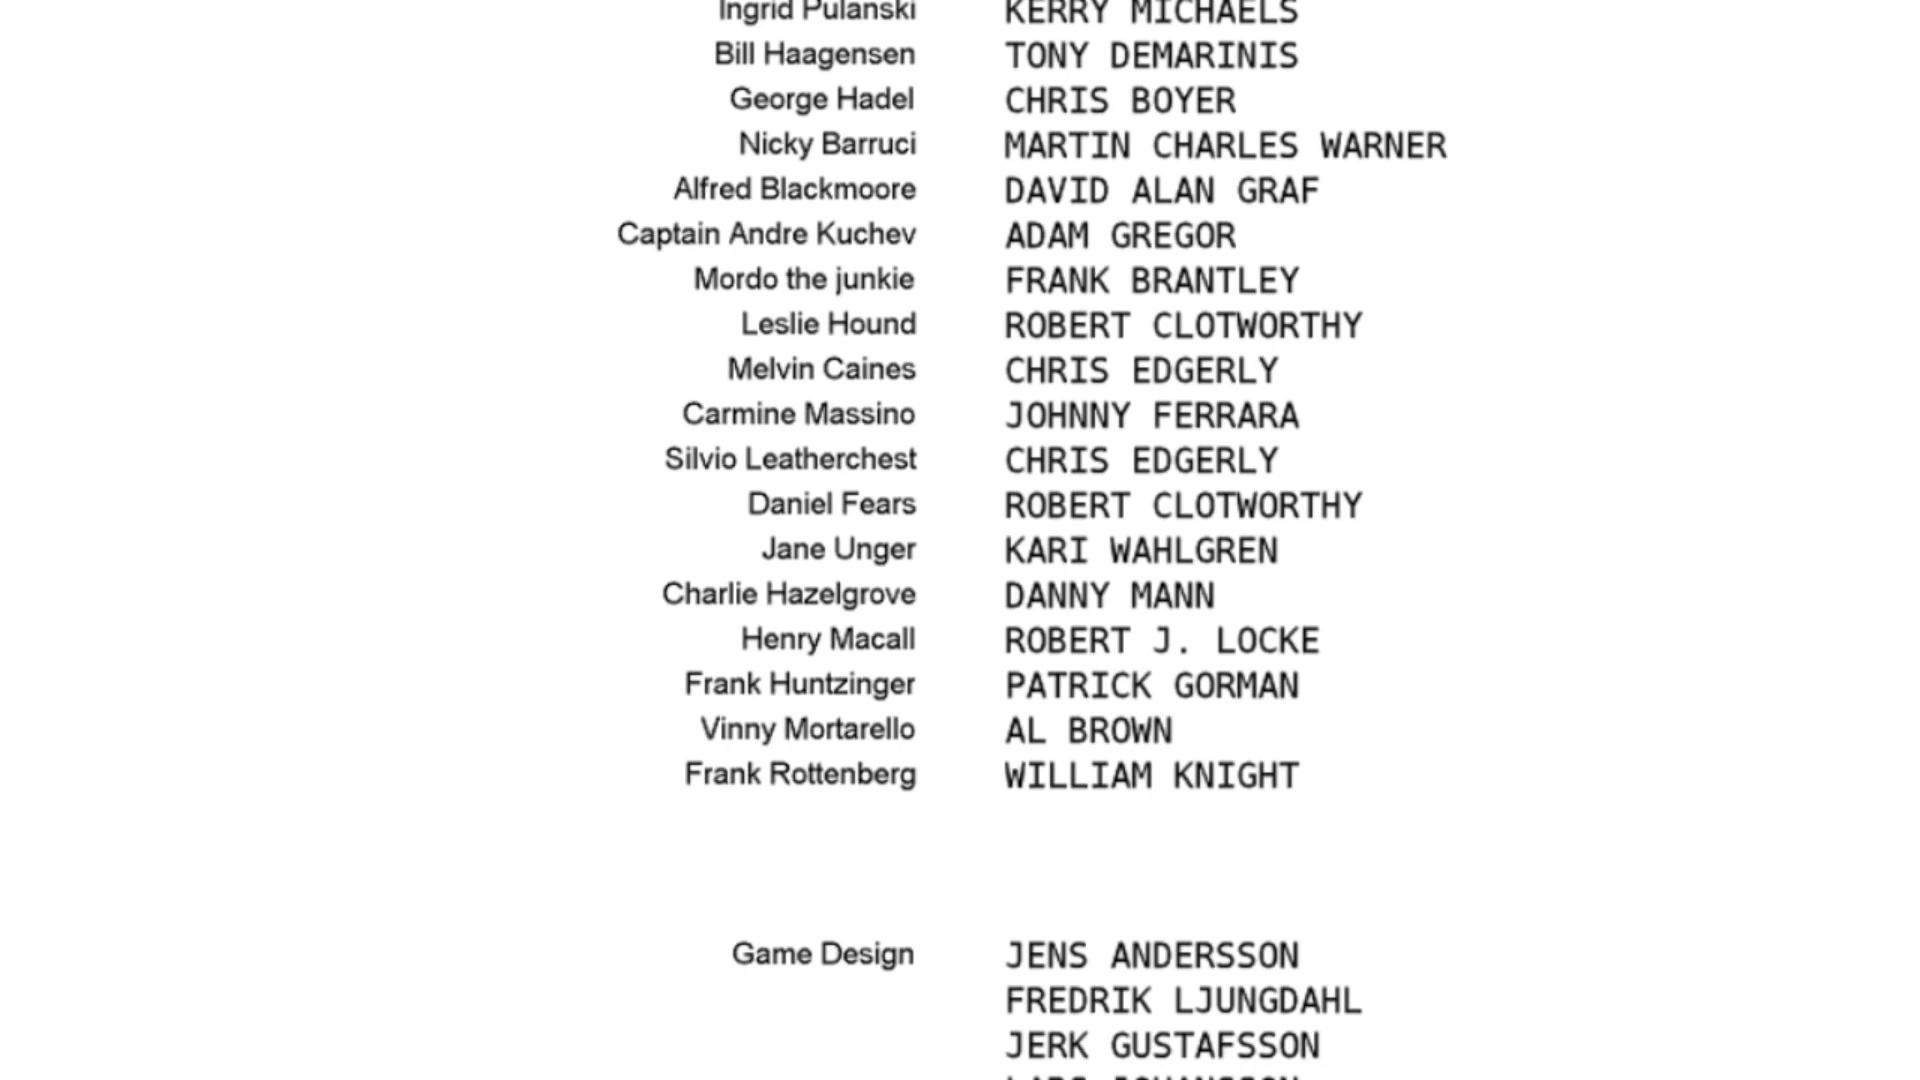 Ingrid Pulanski KERRY MICHAELS
Bill Haagensen TONY DEMARINIS
George Hadel CHRIS BOYER
Nicky Barruci MARTIN CHARLES WARNER
Alfred Blackmoore DAVID ALAN GRAF
Captain Andre Kuchev ADAM GREGOR
Mordo the junkie FRANK BRANTLEY
Leslie Hound ROBERT CLOTWORTHY
Melvin Caines CHRIS EDGERLY
Carmine Massino JOHNNY FERRARA
Silvio Leatherchest CHRIS EDGERLY
Daniel Fears ROBERT CLOTWORTHY
Jane Unger KARI WAHLGREN
Charlie Hazelgrove DANNY MANN
Henry Macall ROBERT J. LOCKE
Frank Huntzinger PATRICK GORMAN
Vinny Mortarello AL BROWN
Frank Rottenberg WILLIAM KNIGHT
Game Design JENS ANDERSSON
FREDRIK LJUNGDAHL
JERK GUSTAFSSON